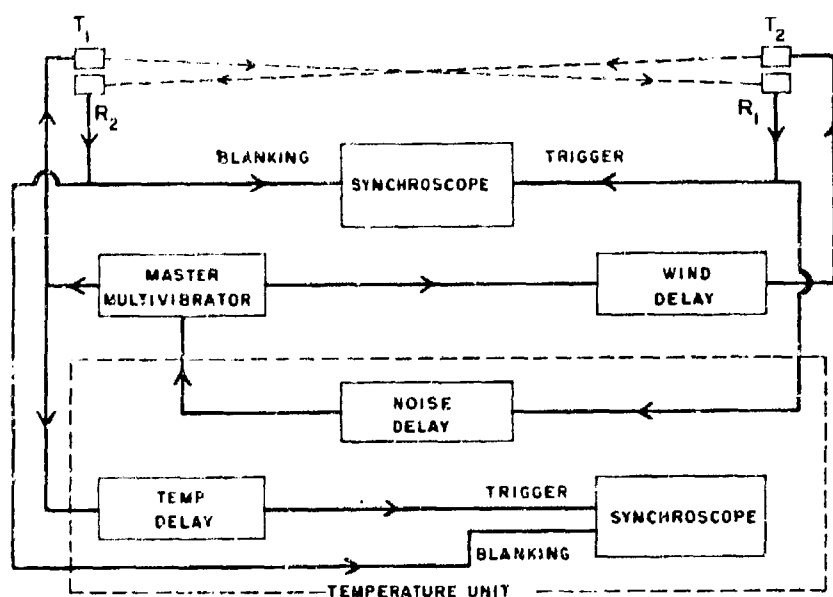 T1
T2
R2
R1
BLANKING
SYNCHROSCOPE
TRIGGER
MASTER
MULTIVIBRATOR
WIND
DELAY
NOISE
DELAY
TEMP
DELAY
TRIGGER
SYNCHROSCOPE
BLANKING
TEMPERATURE UNIT